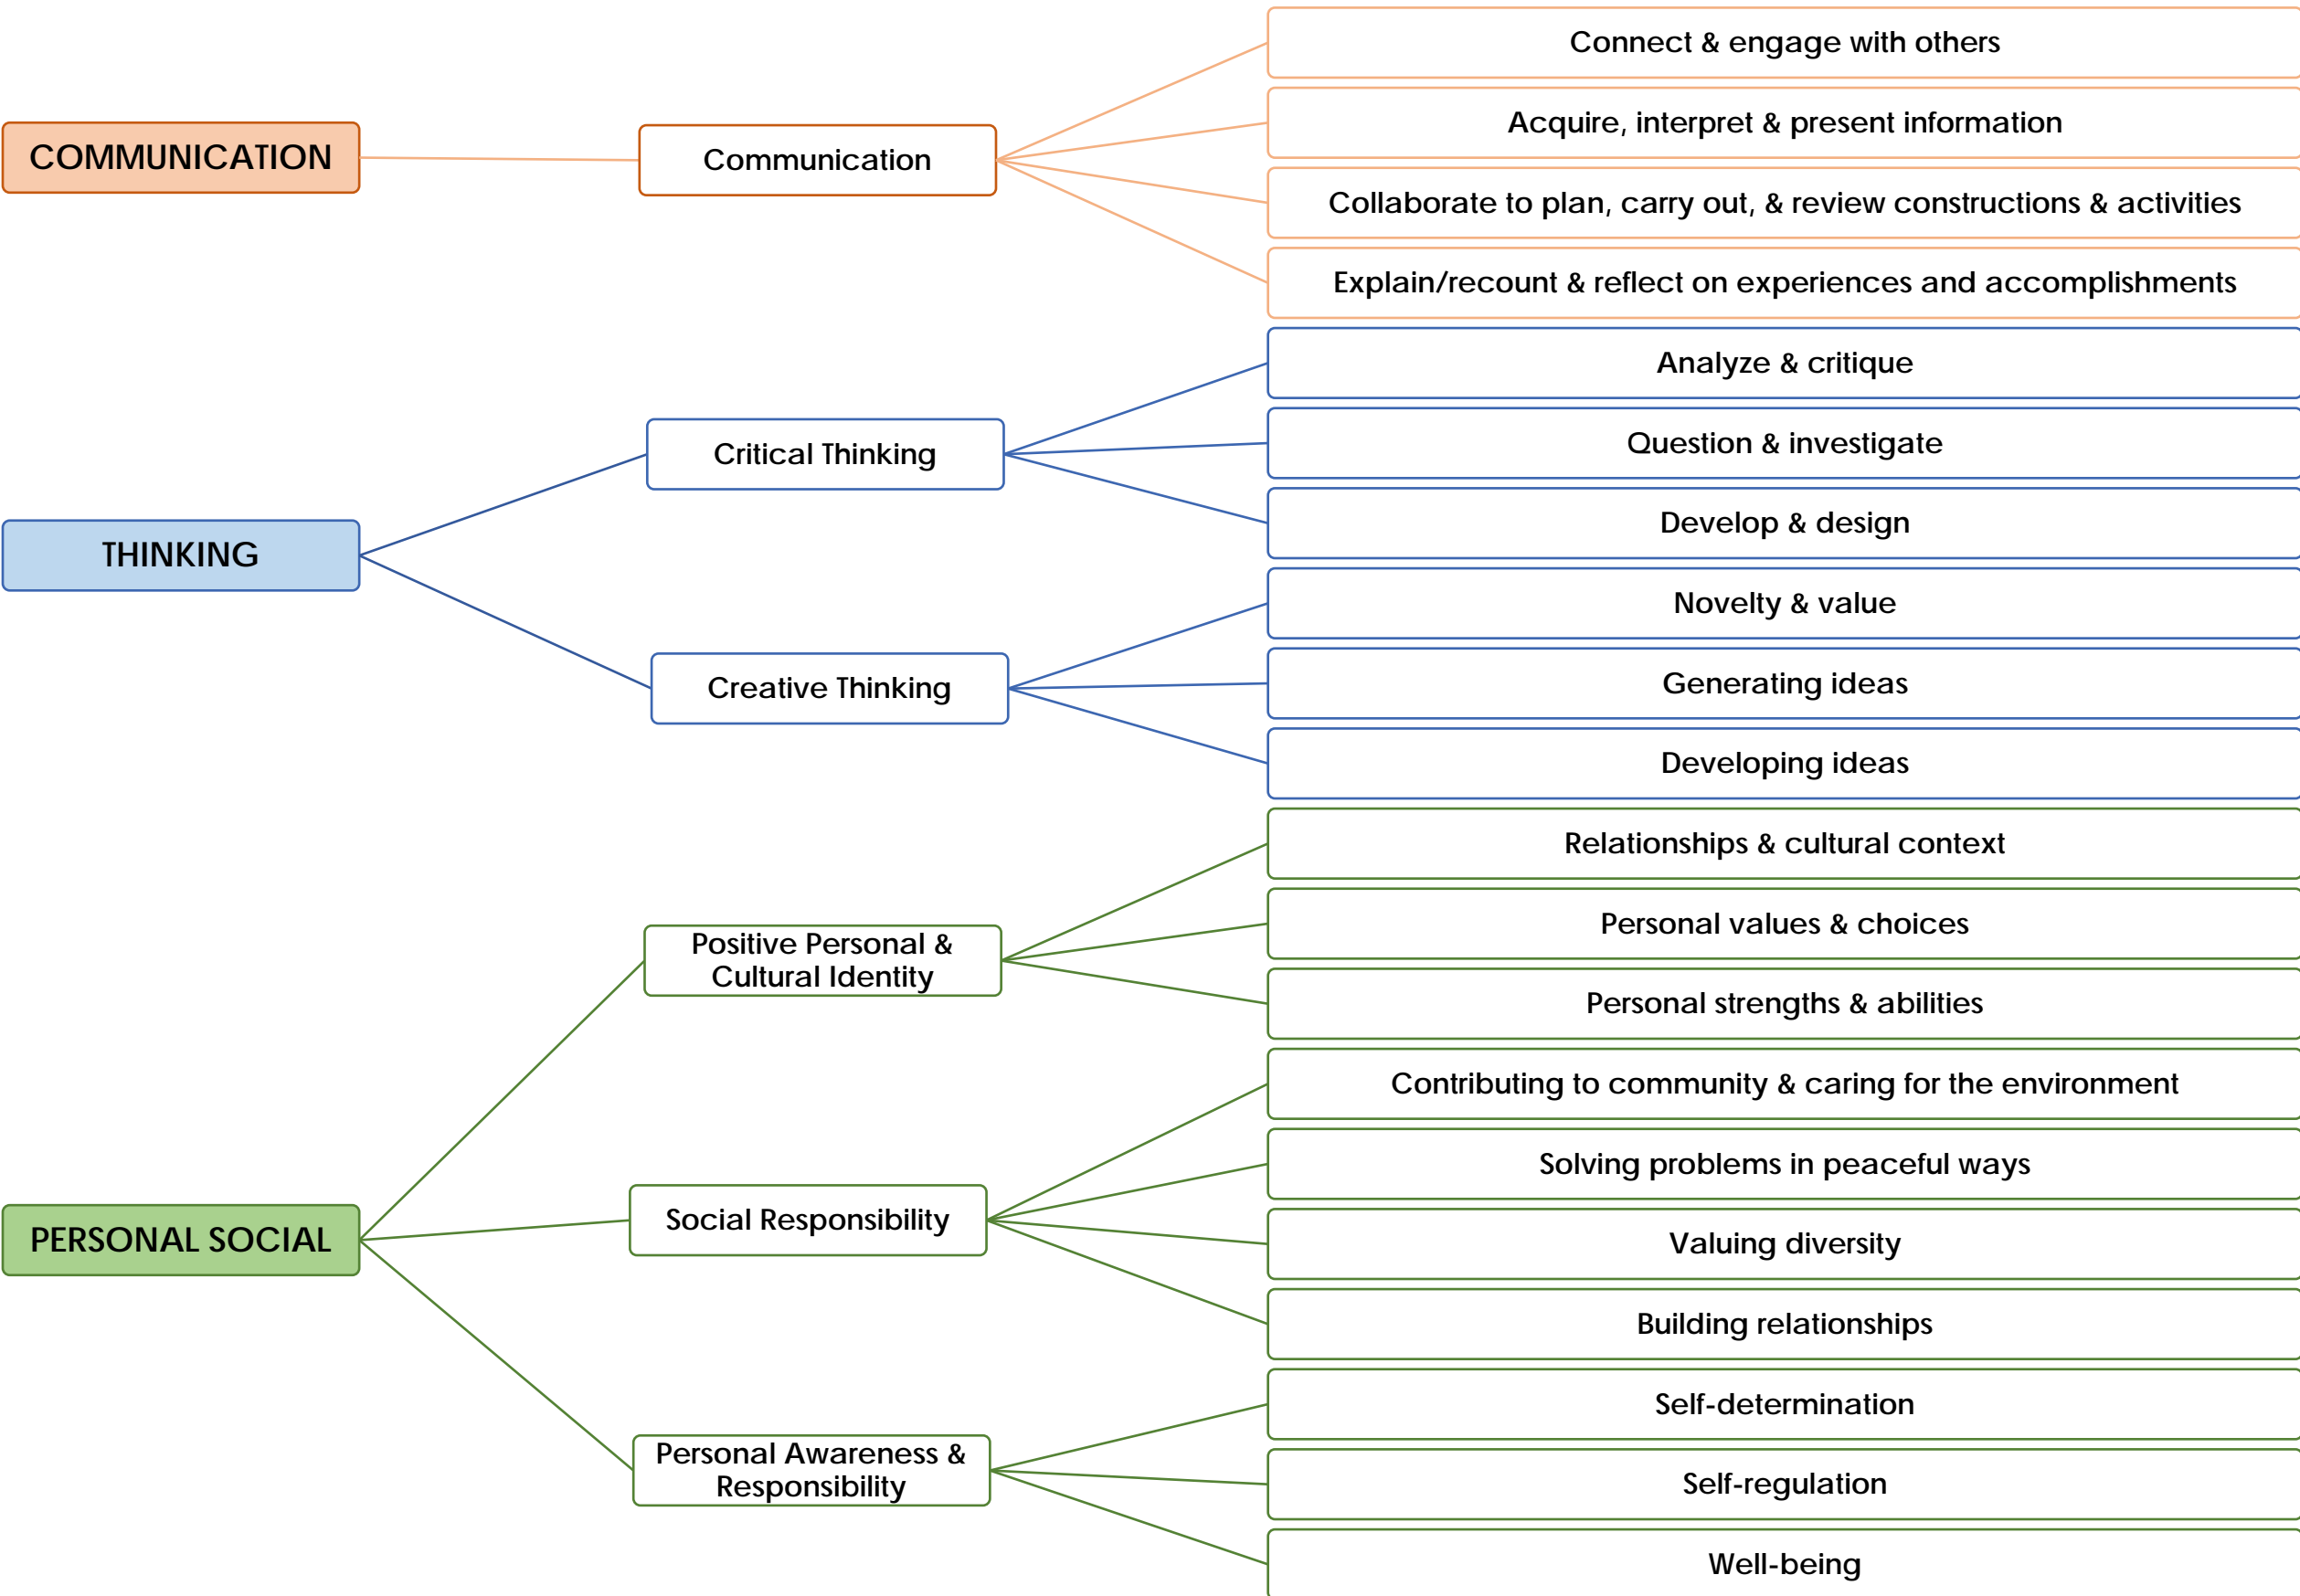 COMMUNICATION
Communication
Connect & engage with others
Acquire, interpret & present information
Collaborate to plan, carry out, & review constructions & activities
Explain/recount & reflect on experiences and accomplishments
THINKING
Critical Thinking
Analyze & critique
Question & investigate
Develop & design
Creative Thinking
Novelty & value
Generating ideas
Developing ideas
PERSONAL SOCIAL
Positive Personal &
Cultural Identity
Relationships & cultural context
Personal values & choices
Personal strengths & abilities
Social Responsibility
Contributing to community & caring for the environment
Solving problems in peaceful ways
Valuing diversity
Building relationships
Personal Awareness &
Responsibility
Self-determination
Self-regulation
Well-being